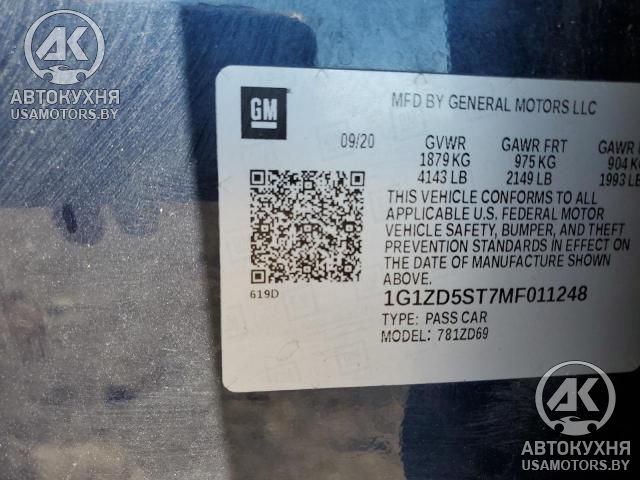 AK
АВТОКУХНЯ
USAMOTORS.BY
GM
MFD BY GENERAL MOTORS LLC
09/20 GVWR GAWR FRT GAWR
1879 KG 975 KG 904
4143 LB 2149 LB 1993 LB
THIS VEHICLE CONFORMS TO ALL
APPLICABLE U.S. FEDERAL MOTOR
VEHICLE SAFETY, BUMPER, AND THEFT
PREVENTION STANDARDS IN EFFECT ON
THE DATE OF MANUFACTURE SHOWN
ABOVE.
619D
1G1ZD5ST7MF011248
TYPE: PASS CAR
MODEL: 781ZD69
AK
АВТОКУХНЯ
USAMOTORS.BY